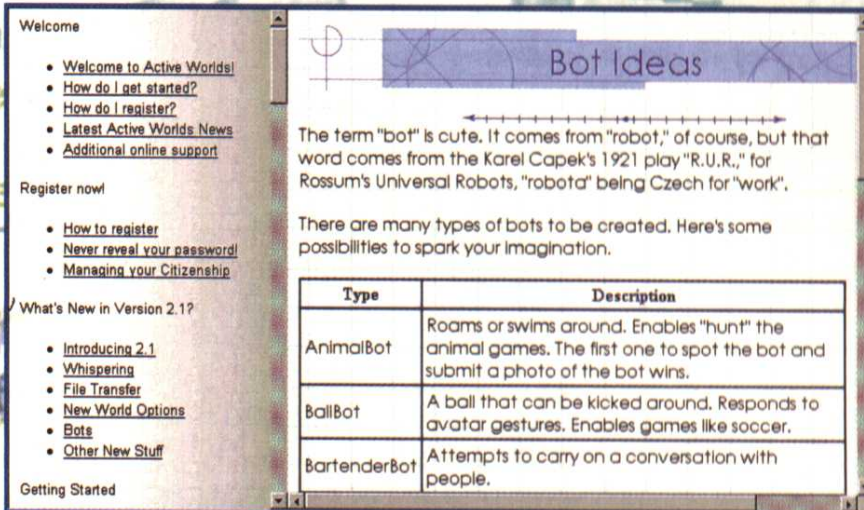 Welcome
Welcome to Active Worlds!
How do I get started?
How do I register?
Latest Active Worlds News
Additional online support
Register now!
How to register
Never reveal your password!
Managing your Citizenship
What's New in Version 2.1?
Introducing 2.1
Whispering
File Transfer
New World Options
Bots
Other New Stuff
Getting Started
Bot Ideas
The term "bot" is cute. It comes from "robot," of course, but that
word comes from the Karel Capek's 1921 play "R.U.R.," for
Rossum's Universal Robots, "robota" being Czech for "work".
There are many types of bots to be created. Here's some
possibilities to spark your imagination.
Type Description
AnimalBot Roams or swims around. Enables "hunt" the
animal games. The first one to spot the bot and
submit a photo of the bot wins.
BallBot A ball that can be kicked around. Responds to
avatar gestures. Enables games like soccer.
BartenderBot Attempts to carry on a conversation with
people.